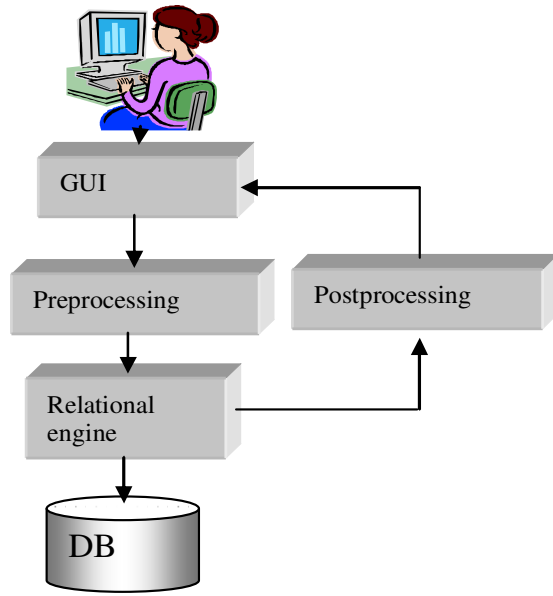 GUI
Preprocessing
Postprocessing
Relational
engine
DB